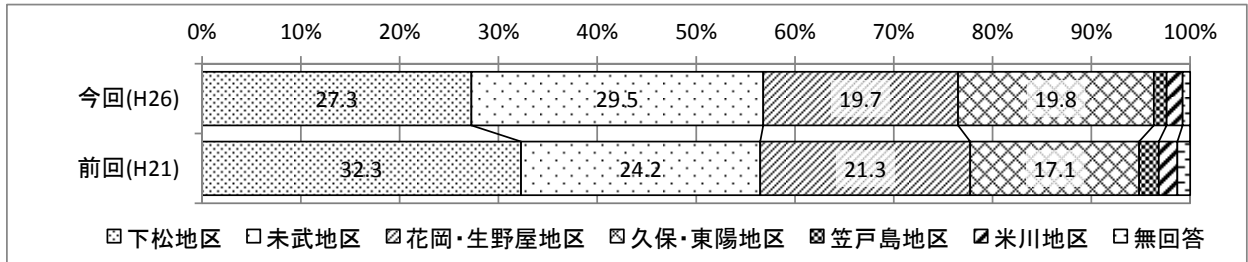 0% 10% 20% 30% 40% 50% 60% 70% 80% 90% 100%
今回(H26) 27.3 29.5 19.7 19.8
前回(H21) 32.3 24.2 21.3 17.1
下松地区 未武地区 花岡・生野屋地区 久保・東陽地区 笠戸島地区 米川地区 無回答